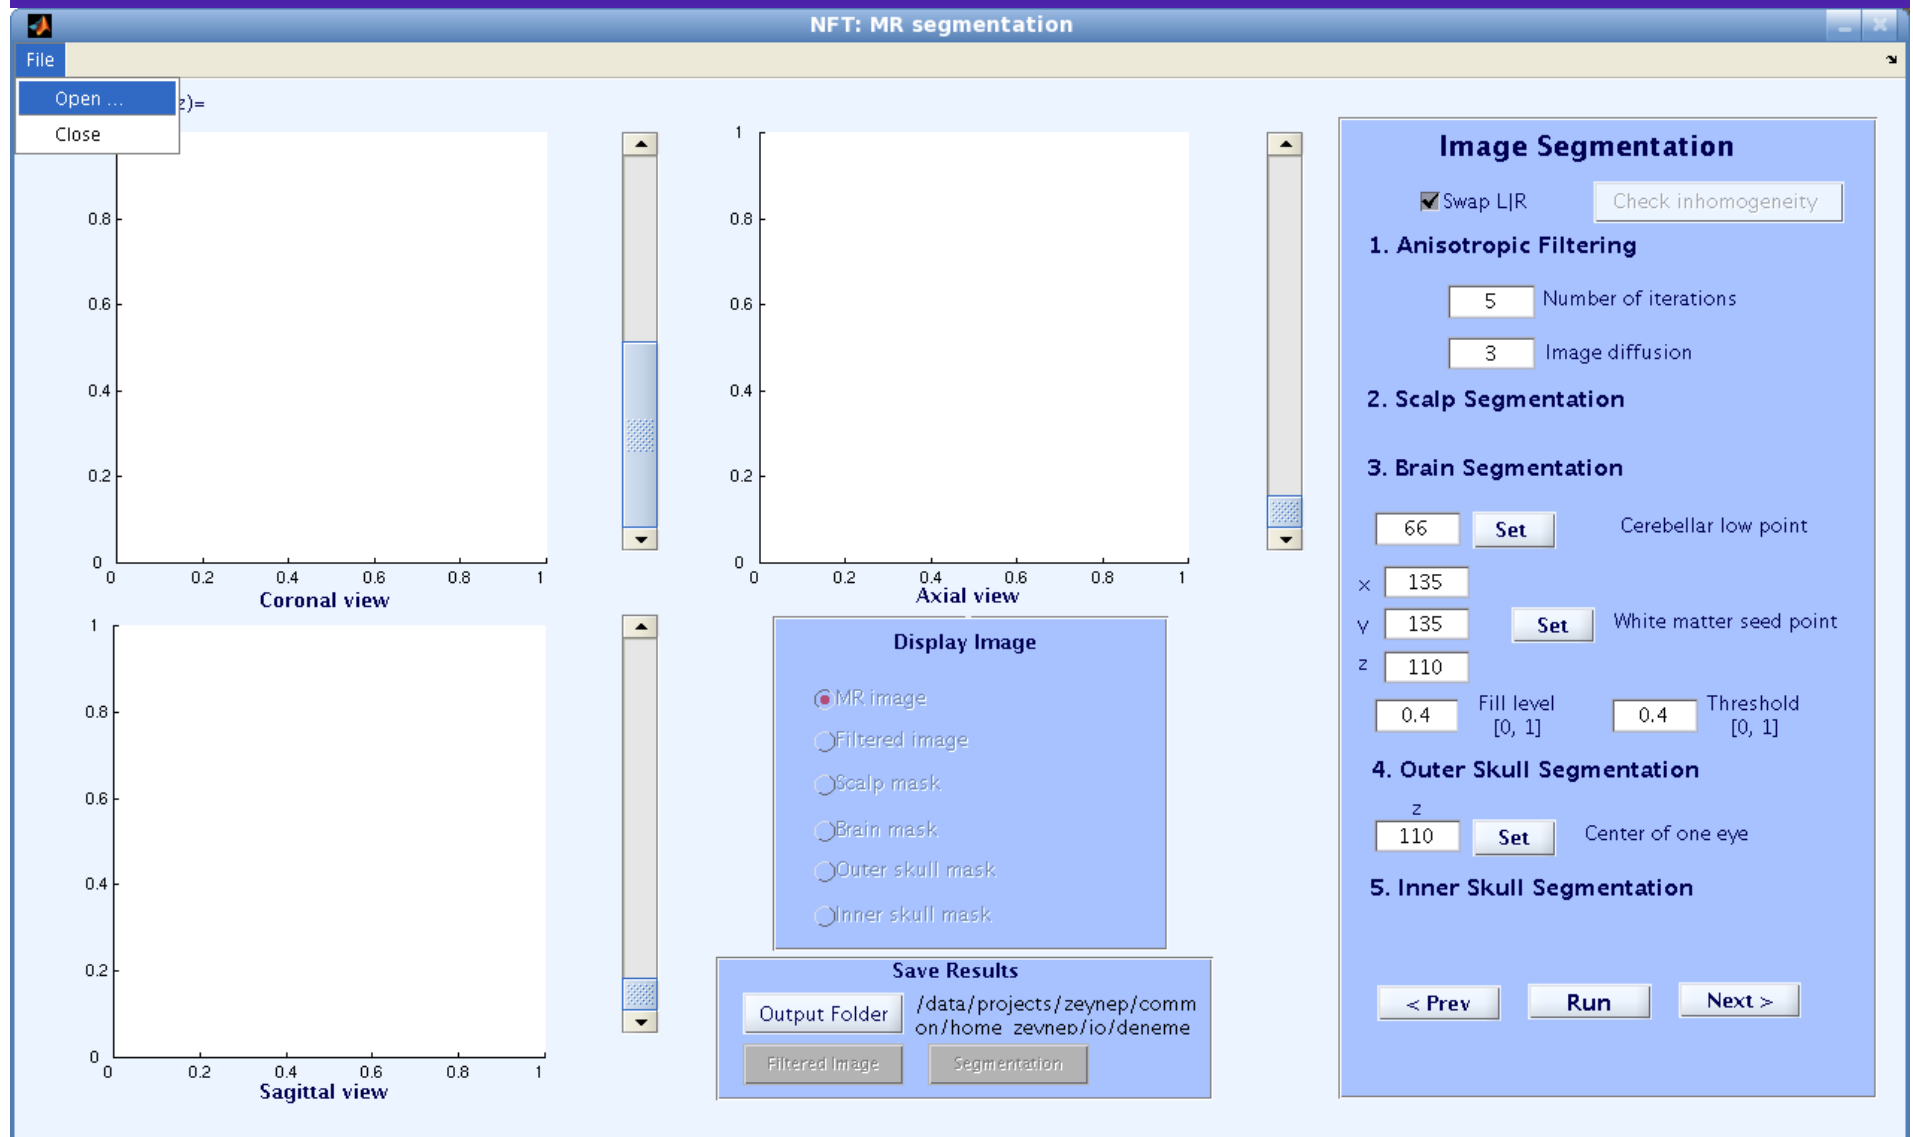 NFT: MR segmentation
File
Open ...
Close
z)=
1
0.8
0.6
0.4
0.2
0
0 0.2 0.4 0.6 0.8 1
Coronal view
1
0.8
0.6
0.4
0.2
0
0 0.2 0.4 0.6 0.8 1
Axial view
1
0.8
0.6
0.4
0.2
0
0 0.2 0.4 0.6 0.8 1
Sagittal view
Display Image
MR image
Filtered image
Scalp mask
Brain mask
Outer skull mask
Inner skull mask
Save Results
Output Folder
/data/projects/zeynep/comm
on/home_zeynep/io/deneme
Filtered Image Segmentation
Image Segmentation
Swap L|R Check inhomogeneity
1. Anisotropic Filtering
5 Number of iterations
3 Image diffusion
2. Scalp Segmentation
3. Brain Segmentation
66 Set Cerebellar low point
x 135
y 135 Set White matter seed point
z 110
0.4 Fill level 0.4 Threshold
[0, 1] [0, 1]
4. Outer Skull Segmentation
z
110 Set Center of one eye
5. Inner Skull Segmentation
< Prev Run Next >